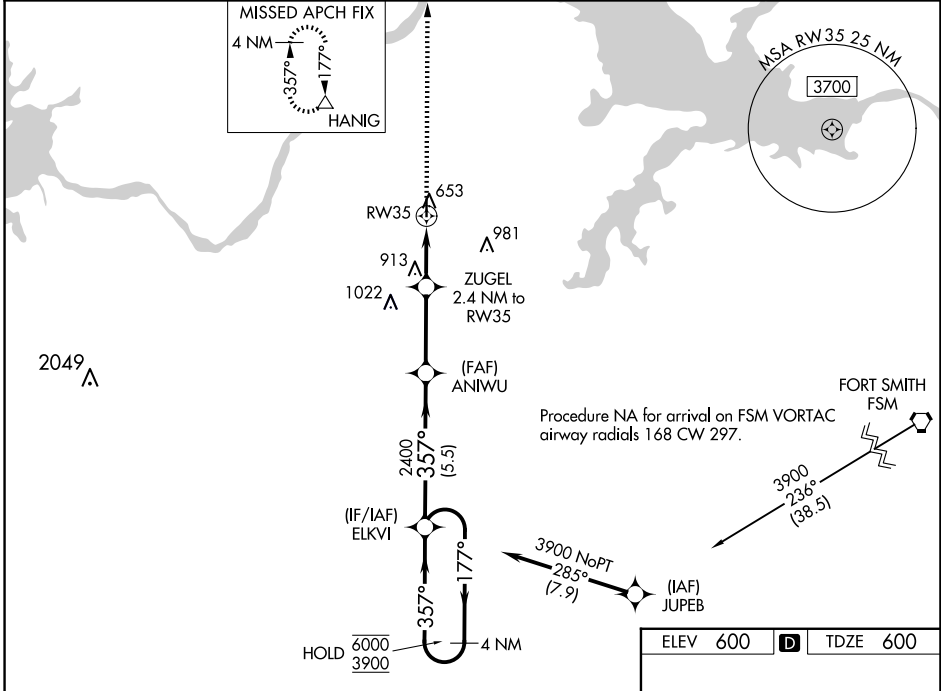 MISSED APCH FIX
4 NM
357°
177°
HANIG
MSA RW35 25 NM
3700
653
RW35
981
913
ZUGEL
2.4 NM to
RW35
1022
2049
(FAF)
ANIWU
FORT SMITH
FSM
Procedure NA for arrival on FSM VORTAC
airway radials 168 CW 297.
2400
357°
(5.5)
3900
236°
(38.5)
(IF/IAF)
ELKVI
3900 NoPT
285°
(7.9)
(IAF)
JUPEB
357°
177°
HOLD
6000
3900
4 NM
ELEV 600 D TDZE 600